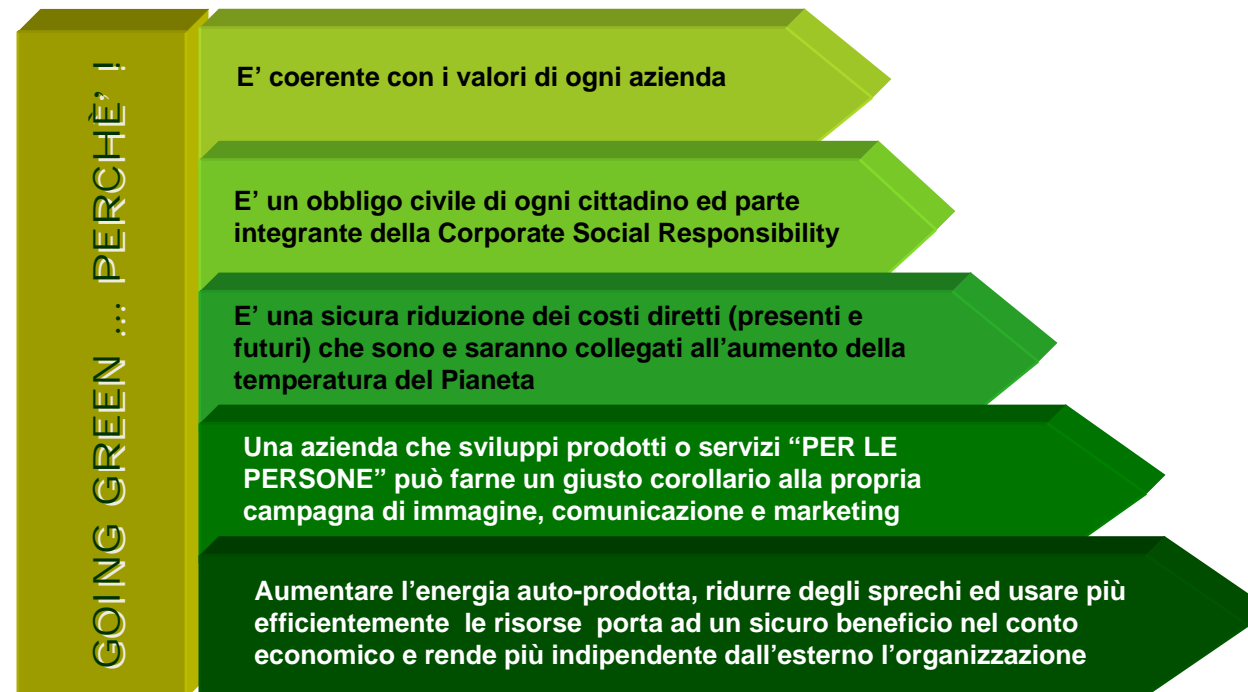 GOING GREEN ... PERCHÈ' !
E' coerente con i valori di ogni azienda
E' un obbligo civile di ogni cittadino ed parte
integrante della Corporate Social Responsibility
E' una sicura riduzione dei costi diretti (presenti e
futuri) che sono e saranno collegati all'aumento della
temperatura del Pianeta
Una azienda che sviluppi prodotti o servizi “PER LE
PERSONE” può farne un giusto corollario alla propria
campagna di immagine, comunicazione e marketing
Aumentare l'energia auto-prodotta, ridurre degli sprechi ed usare più
efficientemente le risorse porta ad un sicuro beneficio nel conto
economico e rende più indipendente dall'esterno l'organizzazione